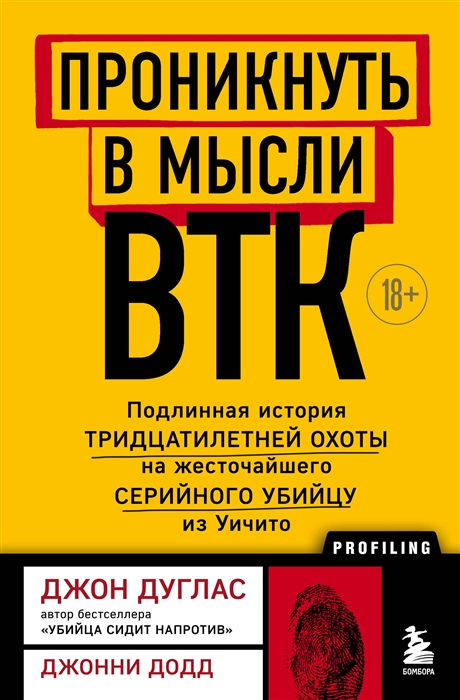 ПРОНИКНУТЬ
В МЫСЛИ
BTK
18+
Подлинная история
ТРИДЦАТИЛЕТНЕЙ ОХОТЫ
на жесточайшего
СЕРИЙНОГО УБИЙЦУ
из Уичито
PROFILING
ДЖОН ДУГЛАС
автор бестселлера
«УБИЙЦА СИДИТ НАПРОТИВ»
ДЖОННИ ДОДД
БОМБОРА